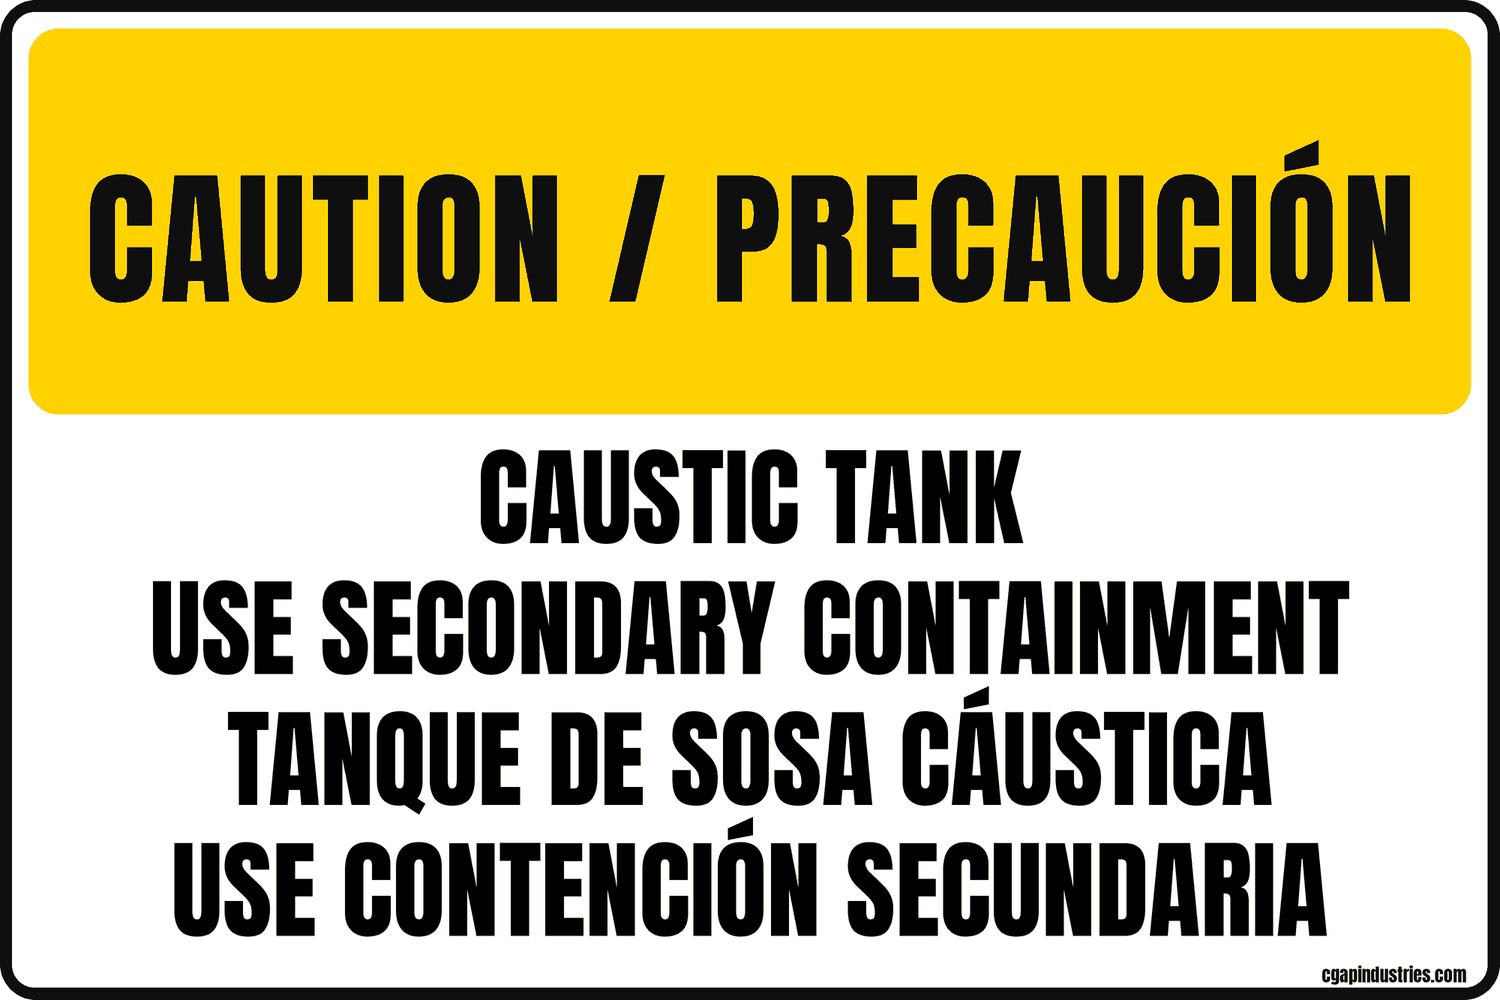 CAUTION / PRECAUCIÓN
CAUSTIC TANK
USE SECONDARY CONTAINMENT
TANQUE DE SOSA CÁUSTICA
USE CONTENCIÓN SECUNDARIA
cgapindustries.com